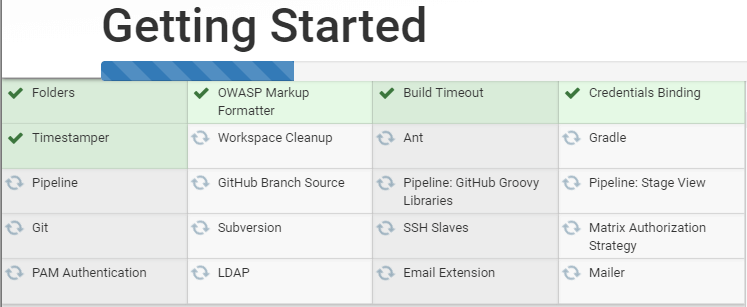 Getting Started
Folders
OWASP Markup
Formatter
Build Timeout
Credentials Binding
Timestamper
Workspace Cleanup
Ant
Gradle
Pipeline
GitHub Branch Source
Pipeline: GitHub Groovy
Libraries
Pipeline: Stage View
Git
Subversion
SSH Slaves
Matrix Authorization
Strategy
PAM Authentication
LDAP
Email Extension
Mailer